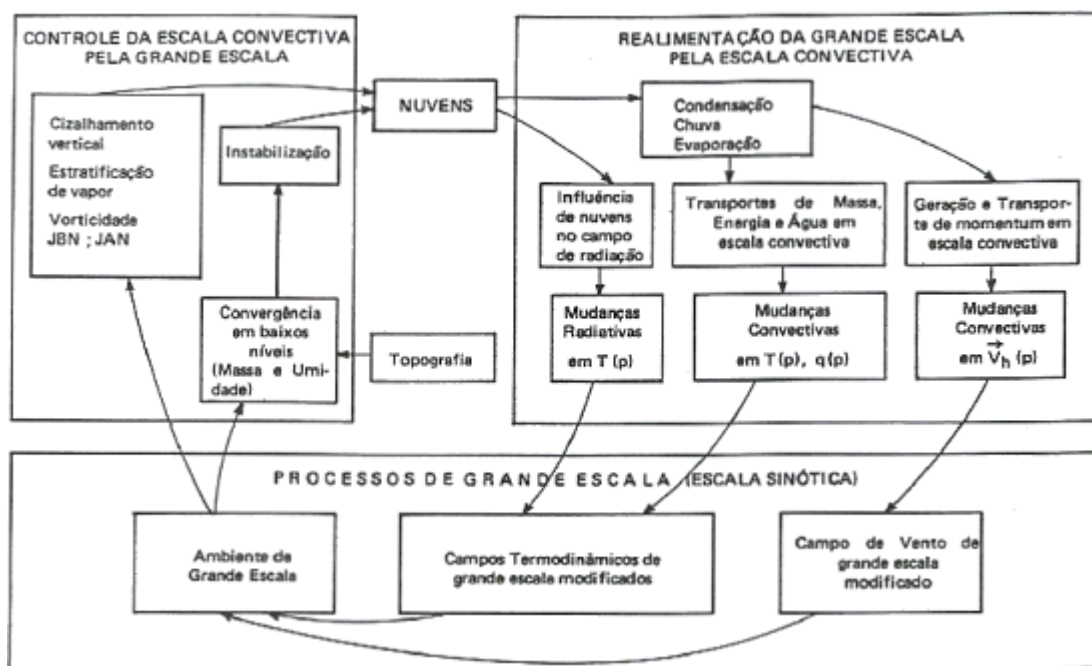 CONTROLE DA ESCALA CONVECTIVA
PELA GRANDE ESCALA
Cizalhamento
vertical
Estratificação
de vapor
Vorticidade
JBN ; JAN
Instabilização
Convergência
em baixos
níveis
(Massa e Umi-
dade)
Topografia
NUVENS
REALIMENTAÇÃO DA GRANDE ESCALA
PELA ESCALA CONVECTIVA
Condensação
Chuva
Evaporação
Influência
de nuvens
no campo
de radiação
Transportes de Massa,
Energia e Água em
escala convectiva
Geração e Transpor-
te de momentum em
escala convectiva
Mudanças
Radiativas
em T (p)
Mudanças
Convectivas
em T (p), q (p)
Mudanças
Convectivas
em V⃗h (p)
PROCESSOS DE GRANDE ESCALA (ESCALA SINÓTICA)
Ambiente de
Grande Escala
Campos Termodinâmicos de
grande escala modificados
Campo de Vento de
grande escala
modificado